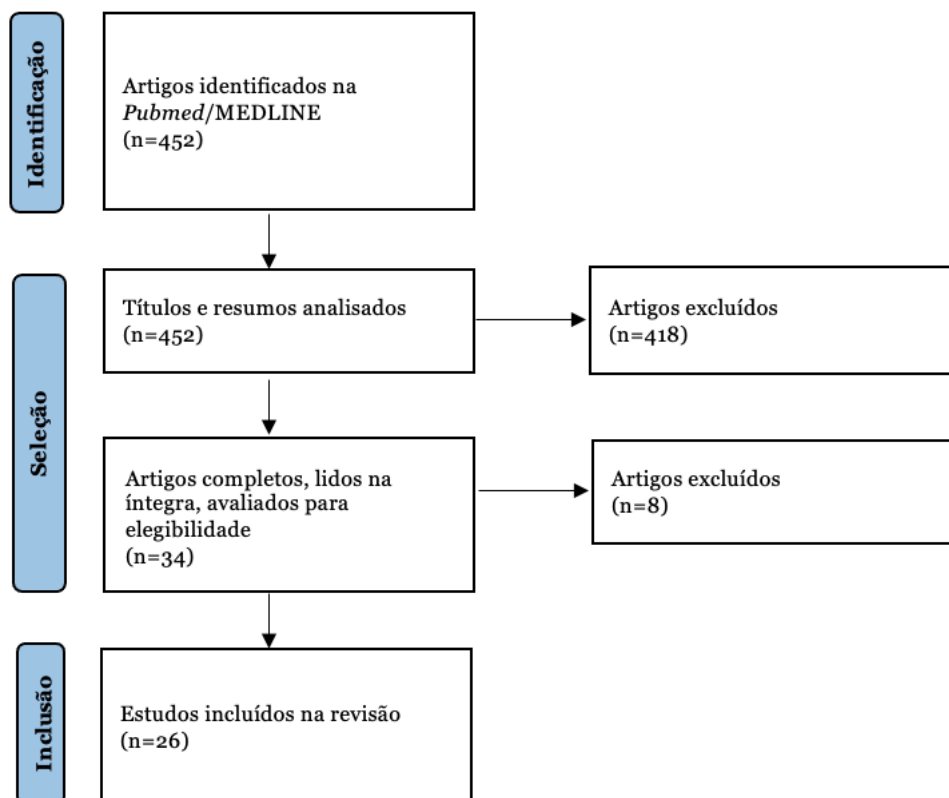 Identificação
Artigos identificados na
Pubmed/MEDLINE
(n=452)
Seleção
Títulos e resumos analisados
(n=452)
Artigos excluídos
(n=418)
Artigos completos, lidos na
íntegra, avaliados para
elegibilidade
(n=34)
Artigos excluídos
(n=8)
Inclusão
Estudos incluídos na revisão
(n=26)